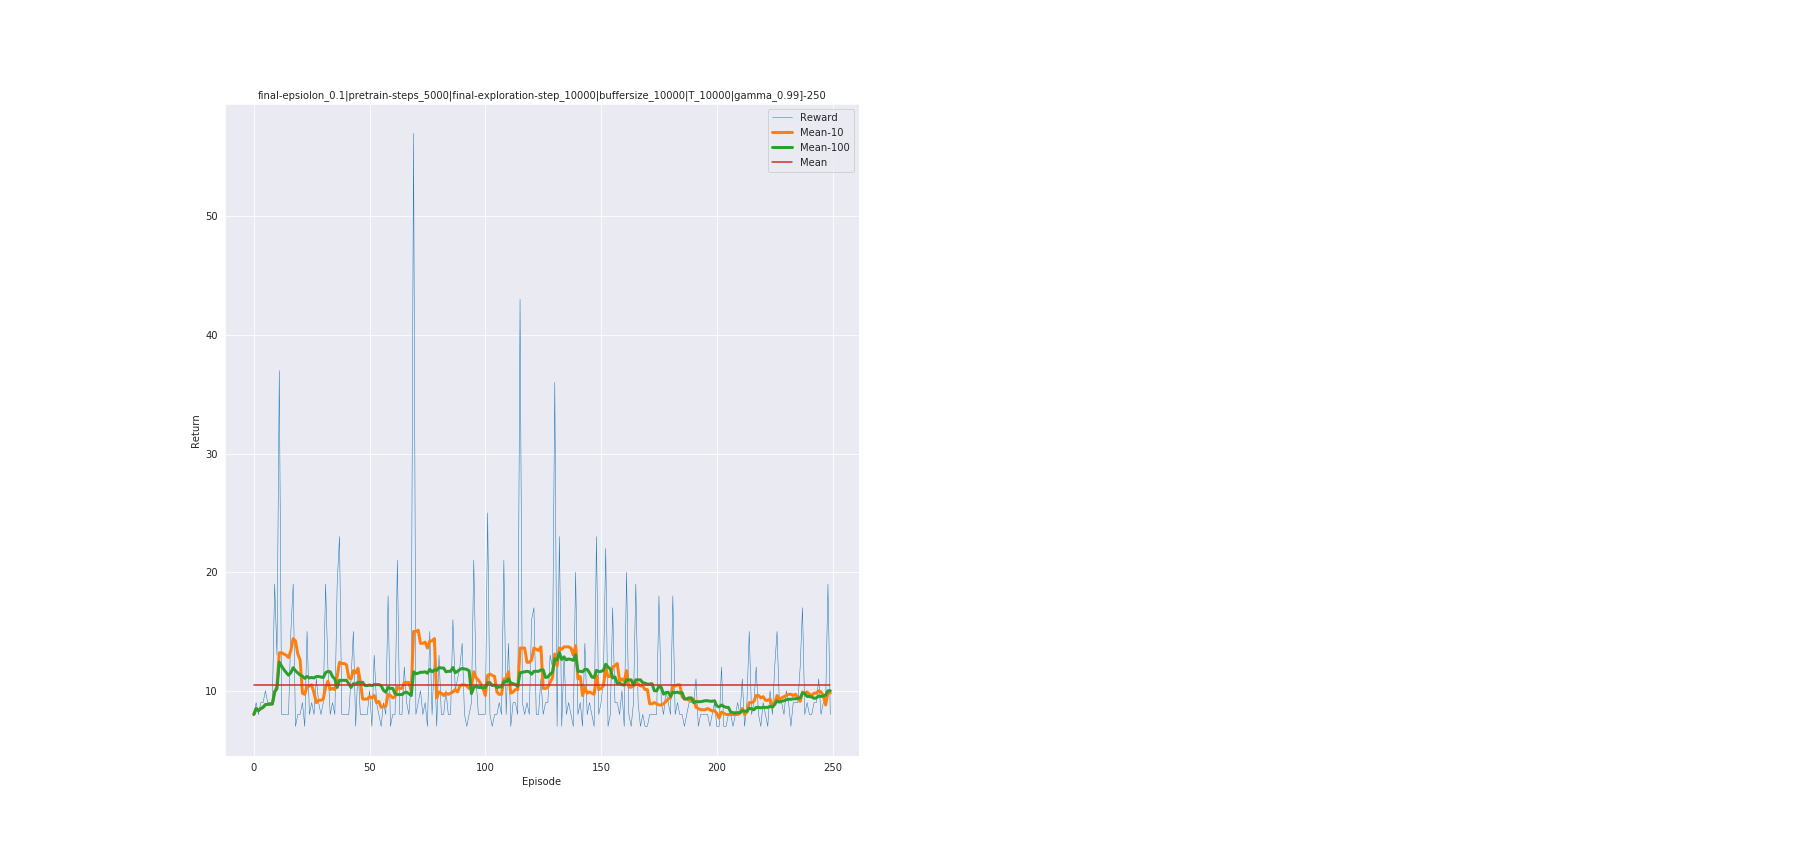 final-epsiolon_0.1|pretrain-steps_5000|final-exploration-step_10000|buffersize_10000|T_10000|gamma_0.99]-250
Reward
Mean-10
Mean-100
Mean
50
40
30
20
10
Return
0 50 100 150 200 250
Episode